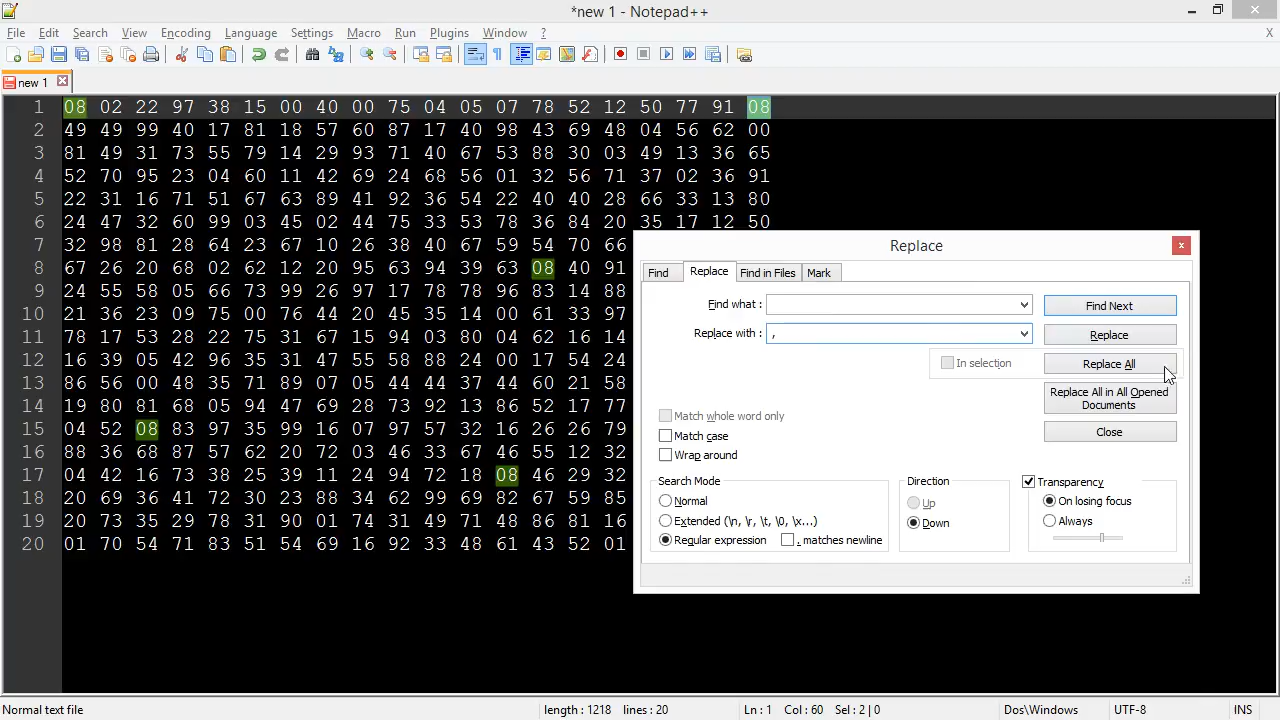 *new 1 - Notepad++
File Edit Search View Encoding Language Settings Macro Run Plugins Window ? X
new 1
1 08 02 22 97 38 15 00 40 00 75 04 05 07 78 52 12 50 77 91 08
2 49 49 99 40 17 81 18 57 60 87 17 40 98 43 69 48 04 56 62 00
3 81 49 31 73 55 79 14 29 93 71 40 67 53 88 30 03 49 13 36 65
4 52 70 95 23 04 60 11 42 69 24 68 56 01 32 56 71 37 02 36 91
5 22 31 16 71 51 67 63 89 41 92 36 54 22 40 40 28 66 33 13 80
6 24 47 32 60 99 03 45 02 44 75 33 53 78 36 84 20 35 17 12 50
7 32 98 81 28 64 23 67 10 26 38 40 67 59 54 70 66
8 67 26 20 68 02 62 12 20 95 63 94 39 63 08 40 91
9 24 55 58 05 66 73 99 26 97 17 78 78 96 83 14 88
10 21 36 23 09 75 00 76 44 20 45 35 14 00 61 33 97
11 78 17 53 28 22 75 31 67 15 94 03 80 04 62 16 14
12 16 39 05 42 96 35 31 47 55 58 88 24 00 17 54 24
13 86 56 00 48 35 71 89 07 05 44 44 37 44 60 21 58
14 19 80 81 68 05 94 47 69 28 73 92 13 86 52 17 77
15 04 52 08 83 97 35 99 16 07 97 57 32 16 26 26 79
16 88 36 68 87 57 62 20 72 03 46 33 67 46 55 12 32
17 04 42 16 73 38 25 39 11 24 94 72 18 08 46 29 32
18 20 69 36 41 72 30 23 88 34 62 99 69 82 67 59 85
19 20 73 35 29 78 31 90 01 74 31 49 71 48 86 81 16
20 01 70 54 71 83 51 54 69 16 92 33 48 61 43 52 01
Replace
Find Replace Find in Files Mark
Find what :
Find Next
Replace with : ,
Replace
In selection
Replace All
Replace All in All Opened
Documents
Close
Match whole word only
Match case
Wrap around
Search Mode
Normal
Extended (\n, \r, \t, \0, \x...)
Regular expression . matches newline
Direction
Up
Down
Transparency
On losing focus
Always
Normal text file length : 1218 lines : 20 Ln : 1 Col : 60 Sel : 2 | 0 Dos\Windows UTF-8 INS